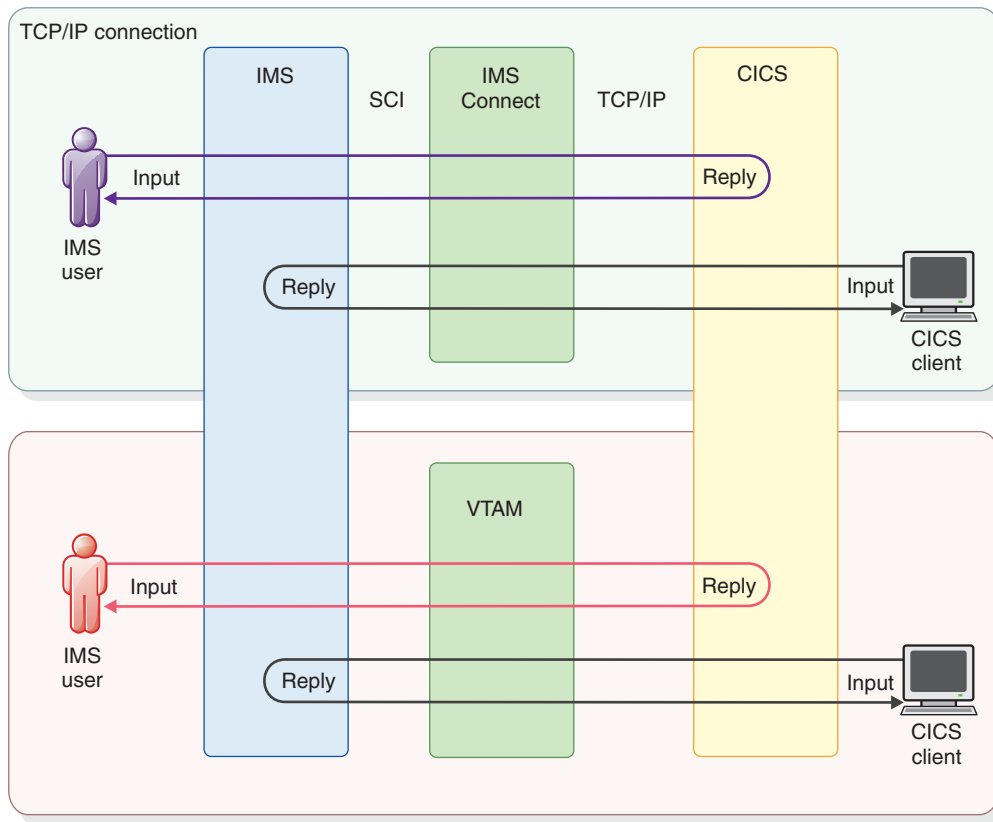 TCP/IP connection
IMS
SCI
IMS
Connect
TCP/IP
CICS
Input
Reply
IMS
user
Reply
Input
CICS
client
VTAM
Input
Reply
IMS
user
Reply
Input
CICS
client